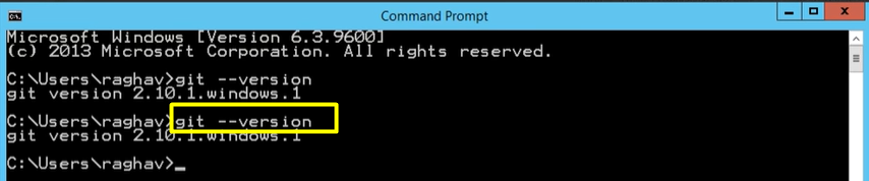 Command Prompt
Microsoft Windows [Version 6.3.9600]
(c) 2013 Microsoft Corporation. All rights reserved.
C:\Users\raghav>git --version
git version 2.10.1.windows.1
C:\Users\raghav>git --version
git version 2.10.1.windows.1
C:\Users\raghav>_